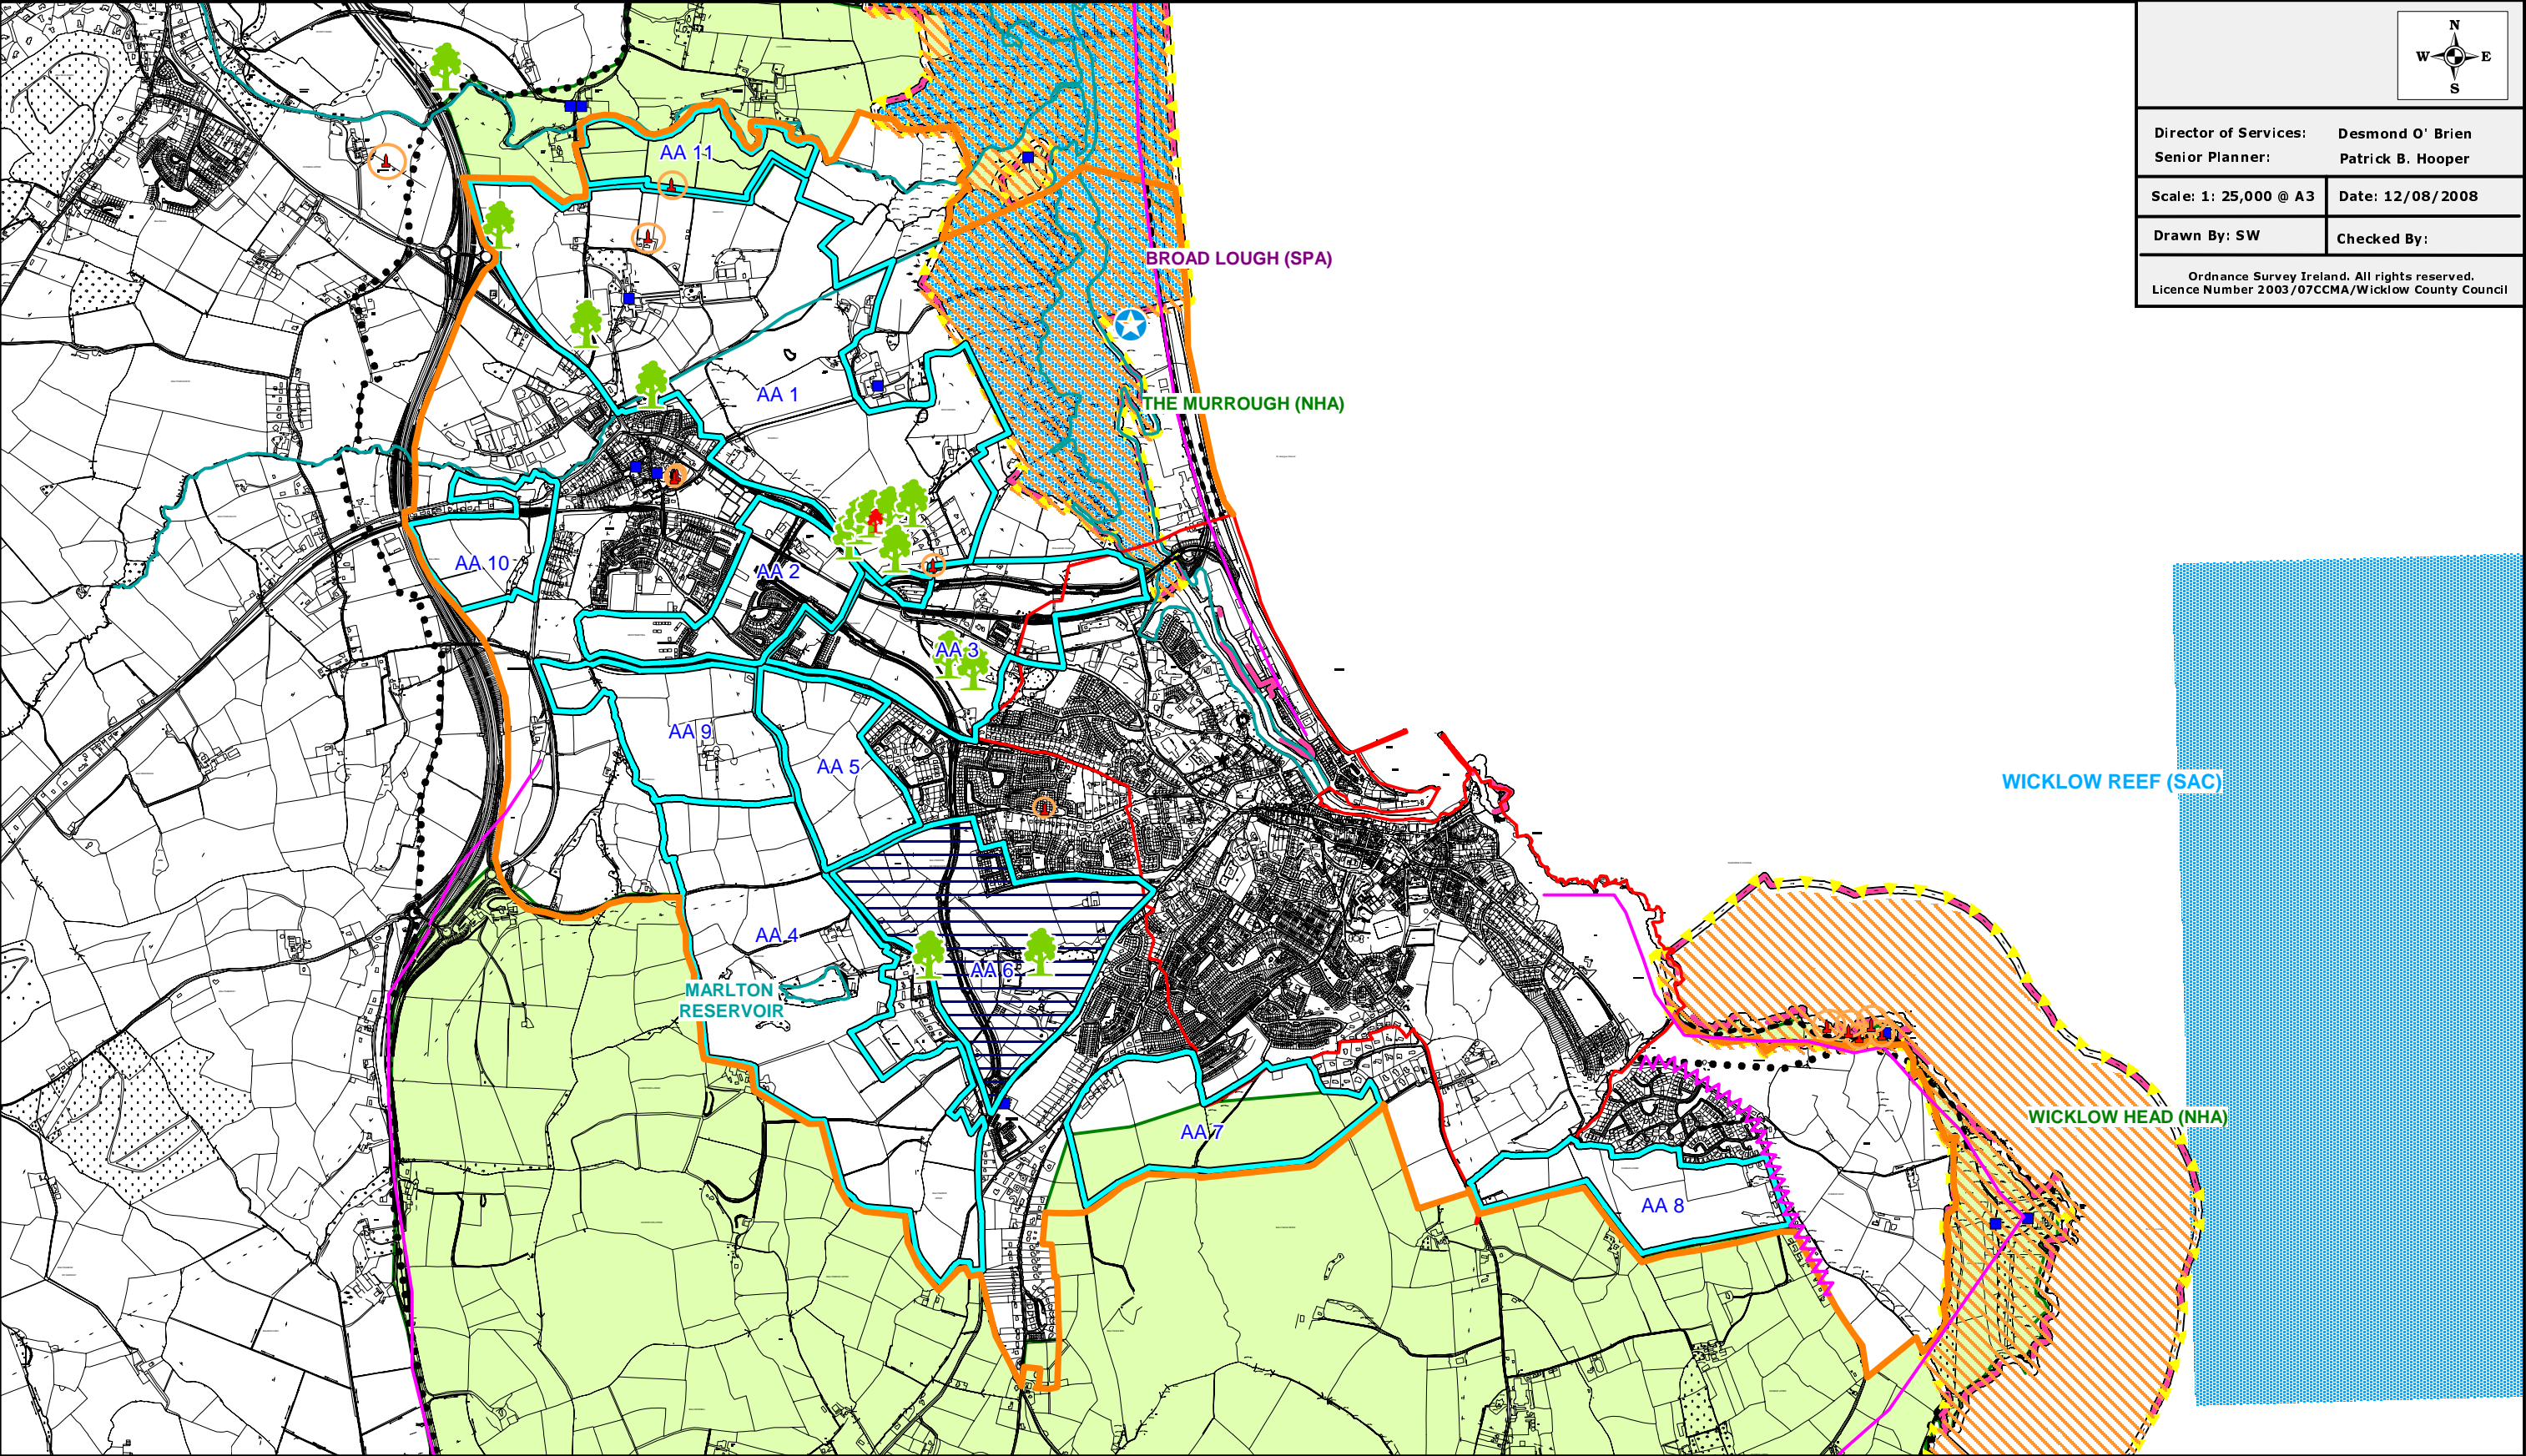 N
W E
S
Director of Services: Desmond O' Brien
Senior Planner: Patrick B. Hooper
Scale: 1: 25,000 @ A3 Date: 12/08/2008
Drawn By: SW Checked By:
Ordnance Survey Ireland. All rights reserved.
Licence Number 2003/07CCMA/Wicklow County Council
AA 11
BROAD LOUGH (SPA)
AA 1
THE MURROUGH (NHA)
AA 10
AA 2
AA 3
AA 9
AA 5
WICKLOW REEF (SAC)
AA 4
AA 6
MARLTON
RESERVOIR
WICKLOW HEAD (NHA)
AA 7
AA 8